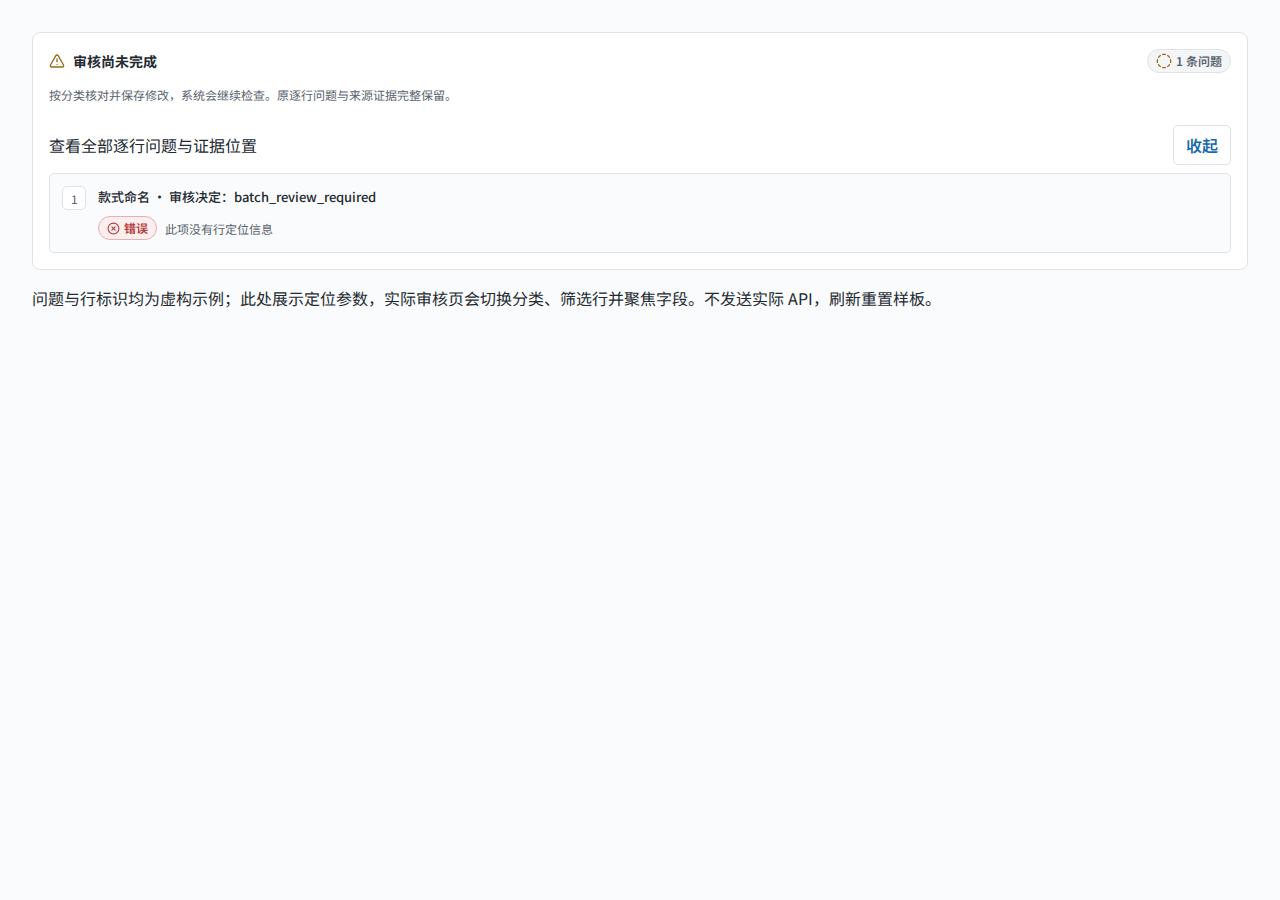 审核尚未完成
1 条问题
按分类核对并保存修改，系统会继续检查。原逐行问题与来源证据完整保留。
查看全部逐行问题与证据位置
收起
1
款式命名 · 审核决定：batch_review_required
错误
此项没有行定位信息
问题与行标识均为虚构示例；此处展示定位参数，实际审核页会切换分类、筛选行并聚焦字段。不发送实际 API，刷新重置样板。